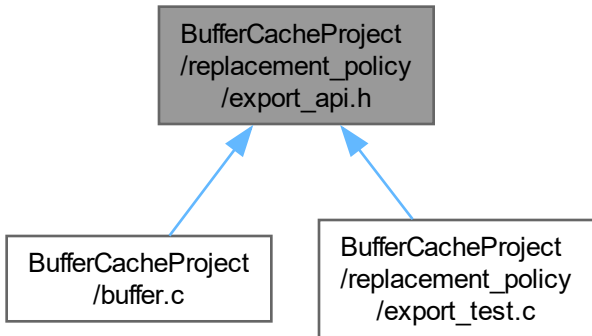 BufferCacheProject
/replacement_policy
/export_api.h
BufferCacheProject
/buffer.c
BufferCacheProject
/replacement_policy
/export_test.c